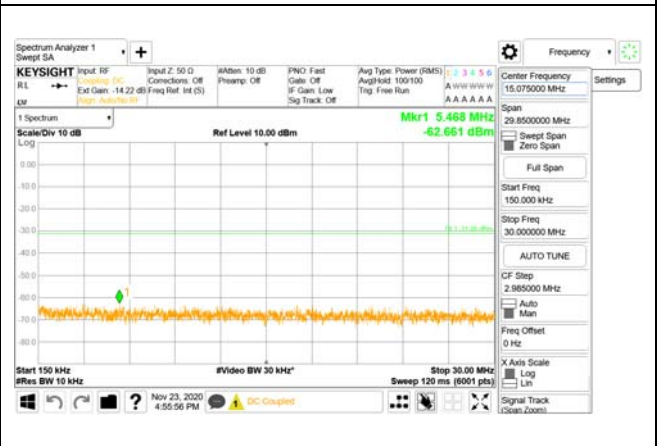 Spectrum Analyzer 1
Swept SA
+
Frequency
KEYSIGHT
RL
Input: RF
Coupling: DC
Ext Gain: -14.22 dB
Align: Auto/No RF
Input Z: 50 Ω
Corrections: Off
Freq Ref: Int (S)
#Atten: 10 dB
Preamp: Off
PNO: Fast
Gate: Off
IF Gain: Low
Sig Track: Off
Avg Type: Power (RMS)
Avg|Hold: 100/100
Trig: Free Run
1 2 3 4 5 6
A W W W W W
A A A A A A
1 Spectrum
Scale/Div 10 dB
Ref Level 10.00 dBm
Mkr1 5.468 MHz
-62.661 dBm
Log
0.00
-10.0
-20.0
-30.0
-40.0
-50.0
-60.0
-70.0
-80.0
1
Start 150 kHz
#Res BW 10 kHz
#Video BW 30 kHz*
Stop 30.00 MHz
Sweep 120 ms (6001 pts)
?
Nov 23, 2020
4:55:56 PM
DC Coupled
Center Frequency
15.075000 MHz
Settings
Span
29.8500000 MHz
Swept Span
Zero Span
Full Span
Start Freq
150.000 kHz
Stop Freq
30.000000 MHz
AUTO TUNE
CF Step
2.985000 MHz
Auto
Man
Freq Offset
0 Hz
X Axis Scale
Log
Lin
Signal Track
(Span Zoom)